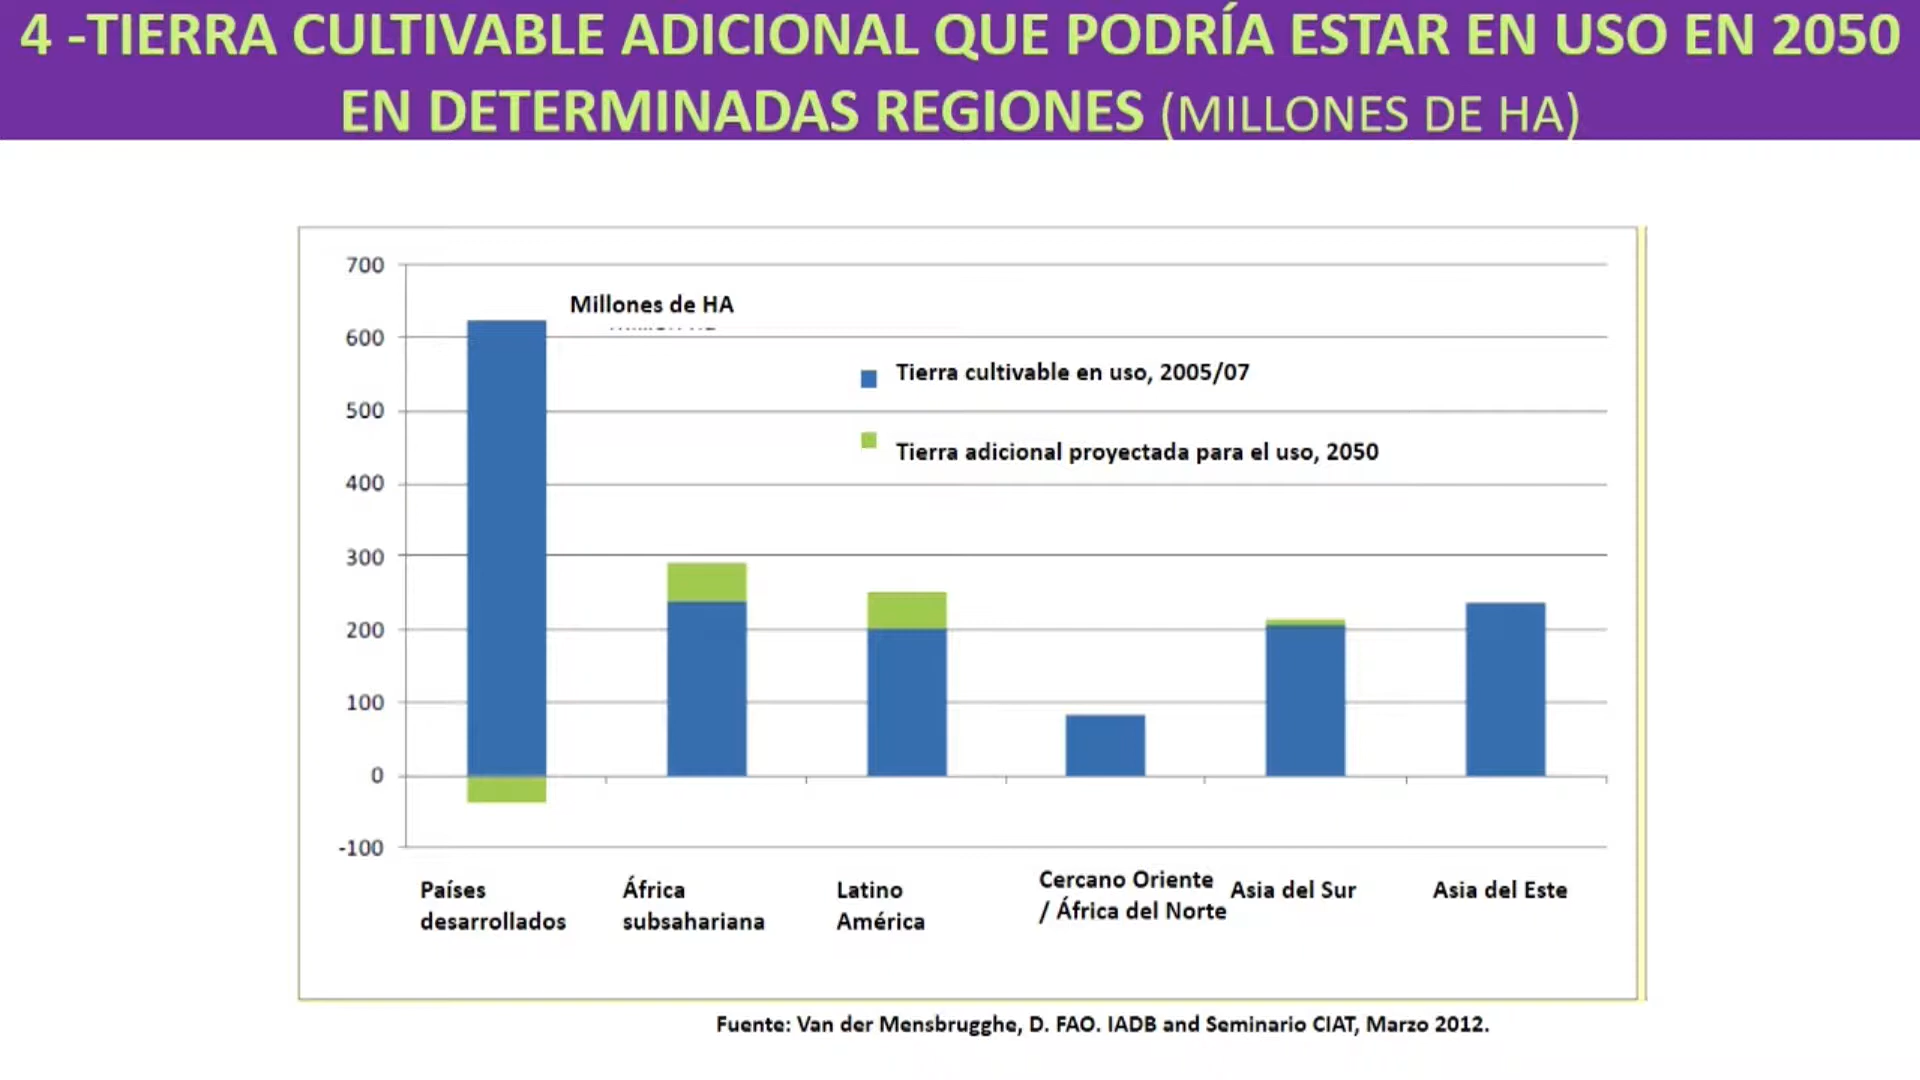 4 -TIERRA CULTIVABLE ADICIONAL QUE PODRÍA ESTAR EN USO EN 2050
EN DETERMINADAS REGIONES (MILLONES DE HA)
700
Millones de HA
600
Tierra cultivable en uso, 2005/07
500
Tierra adicional proyectada para el uso, 2050
400
300
200
100
0
-100
Países
desarrollados
África
subsahariana
Latino
América
Cercano Oriente
/ África del Norte
Asia del Sur
Asia del Este
Fuente: Van der Mensbrugghe, D. FAO. IADB and Seminario CIAT, Marzo 2012.